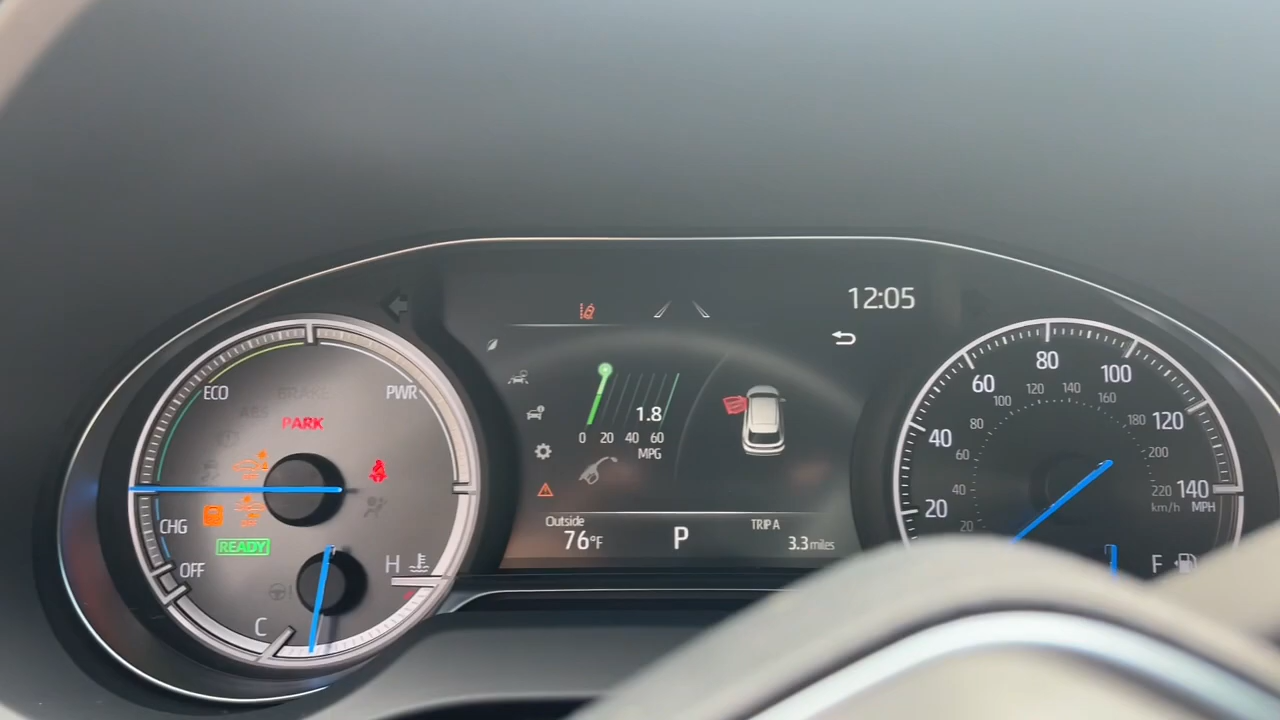 12:05
ECO
BRAKE
PWR
ABS
PARK
CHG
READY
OFF
H
C
1.8
0 20 40 60
MPG
Outside
76°F
P
TRIP A
3.3 miles
20
40
60
80
100
120
140
MPH
20
40
60
80
100
120
140
160
180
200
220
km/h
F